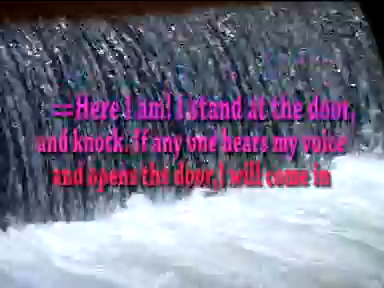 ==Here I am! I stand at the door,
and knock. If any one hears my voice
and opens the door,I will come in